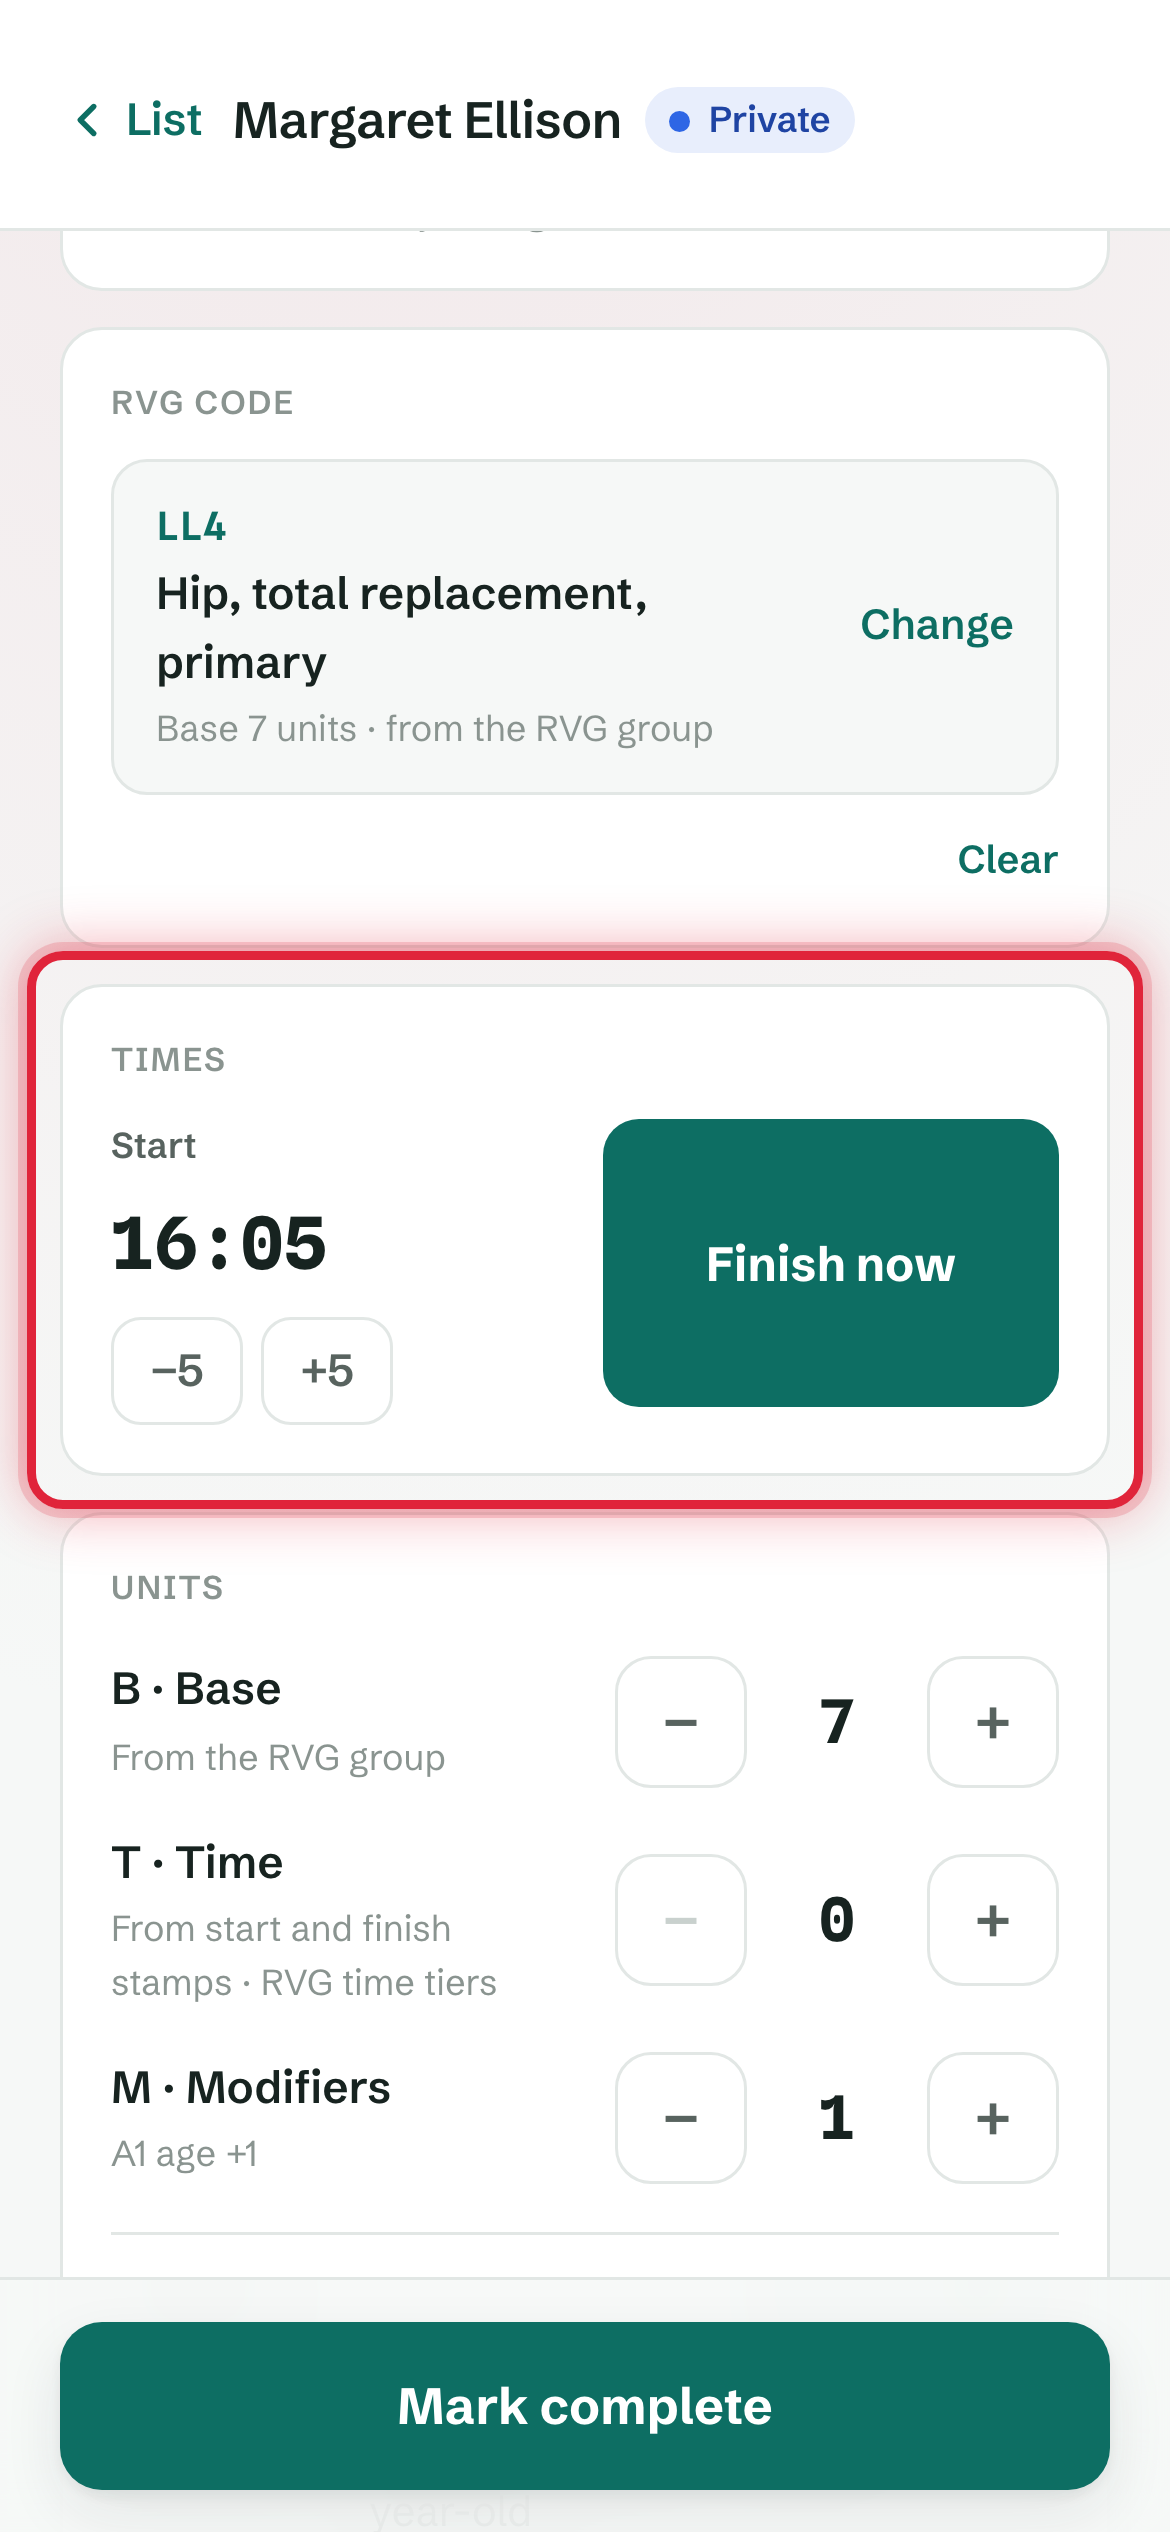 List Margaret Ellison Private
RVG CODE
LL4
Hip, total replacement,
primary
Base 7 units · from the RVG group
Change
Clear
TIMES
Start
16:05
−5 +5
Finish now
UNITS
B · Base
From the RVG group
− 7 +
T · Time
From start and finish
stamps · RVG time tiers
− 0 +
M · Modifiers
A1 age +1
− 1 +
Mark complete
year-old